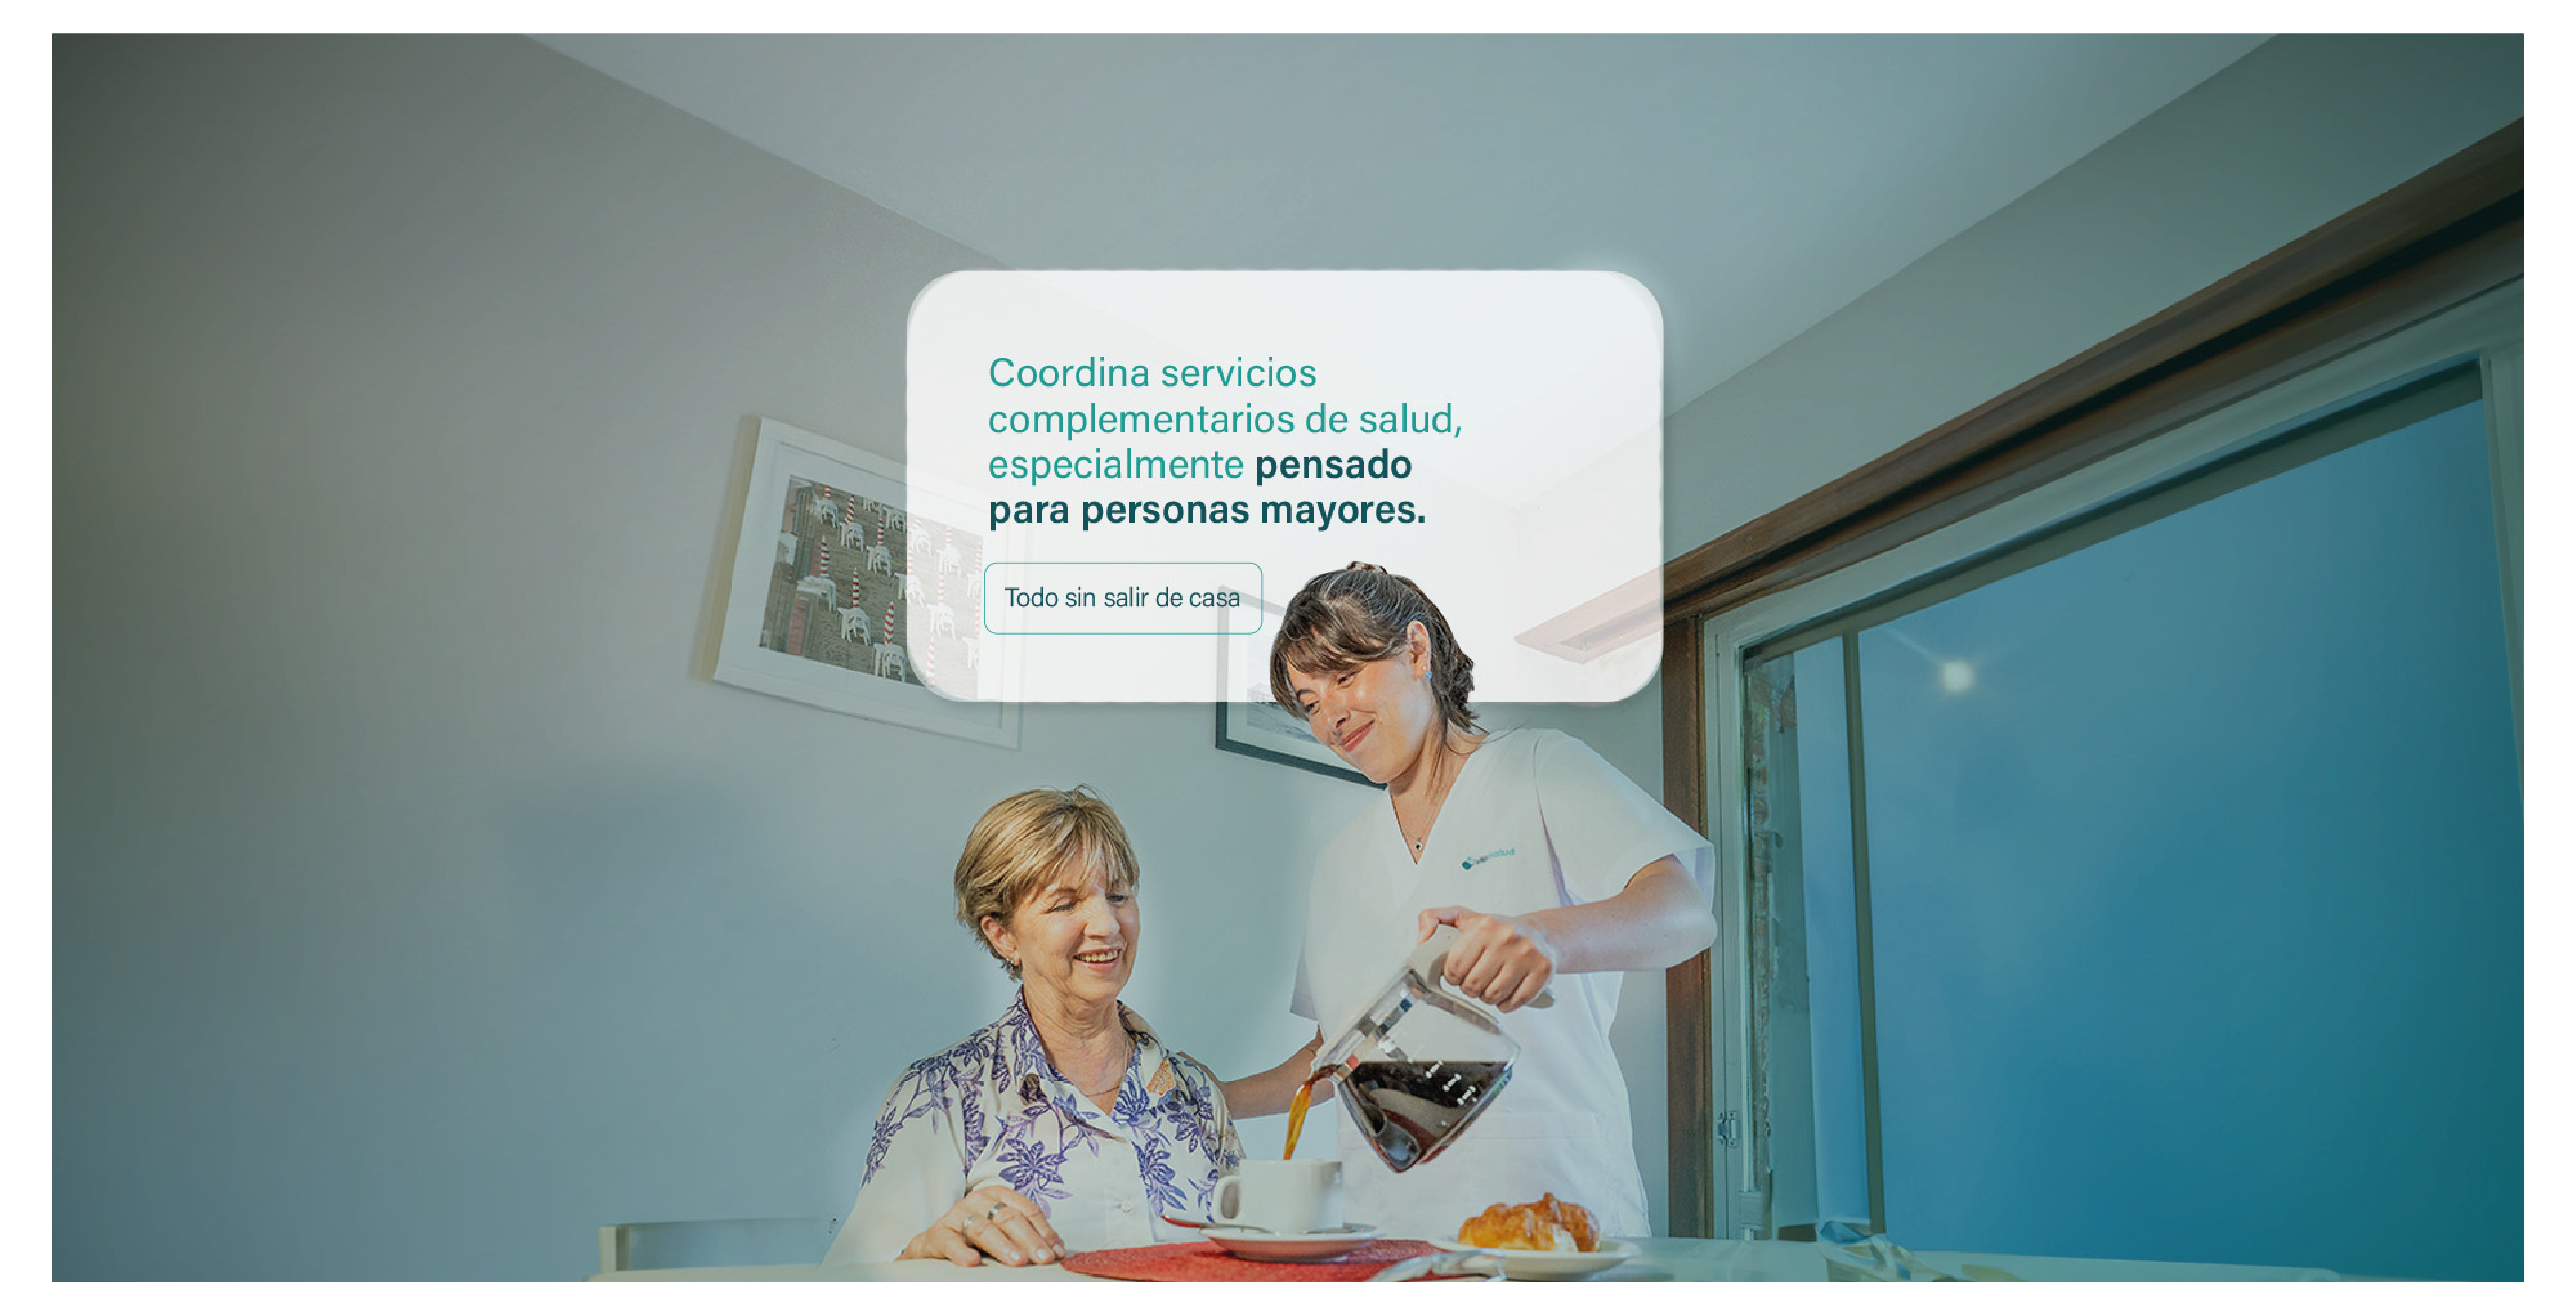 Coordina servicios
complementarios de salud,
especialmente pensado
para personas mayores.
Todo sin salir de casa